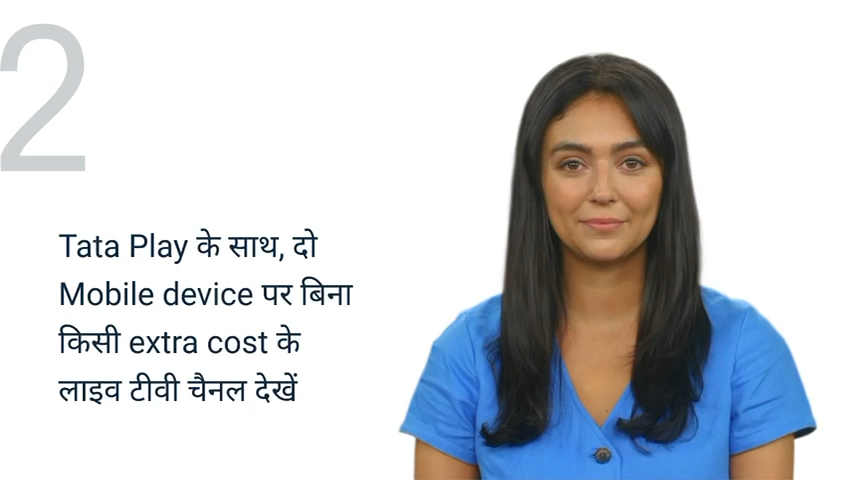 2
Tata Play के साथ, दो
Mobile device पर बिना
किसी extra cost के
लाइव टीवी चैनल देखें